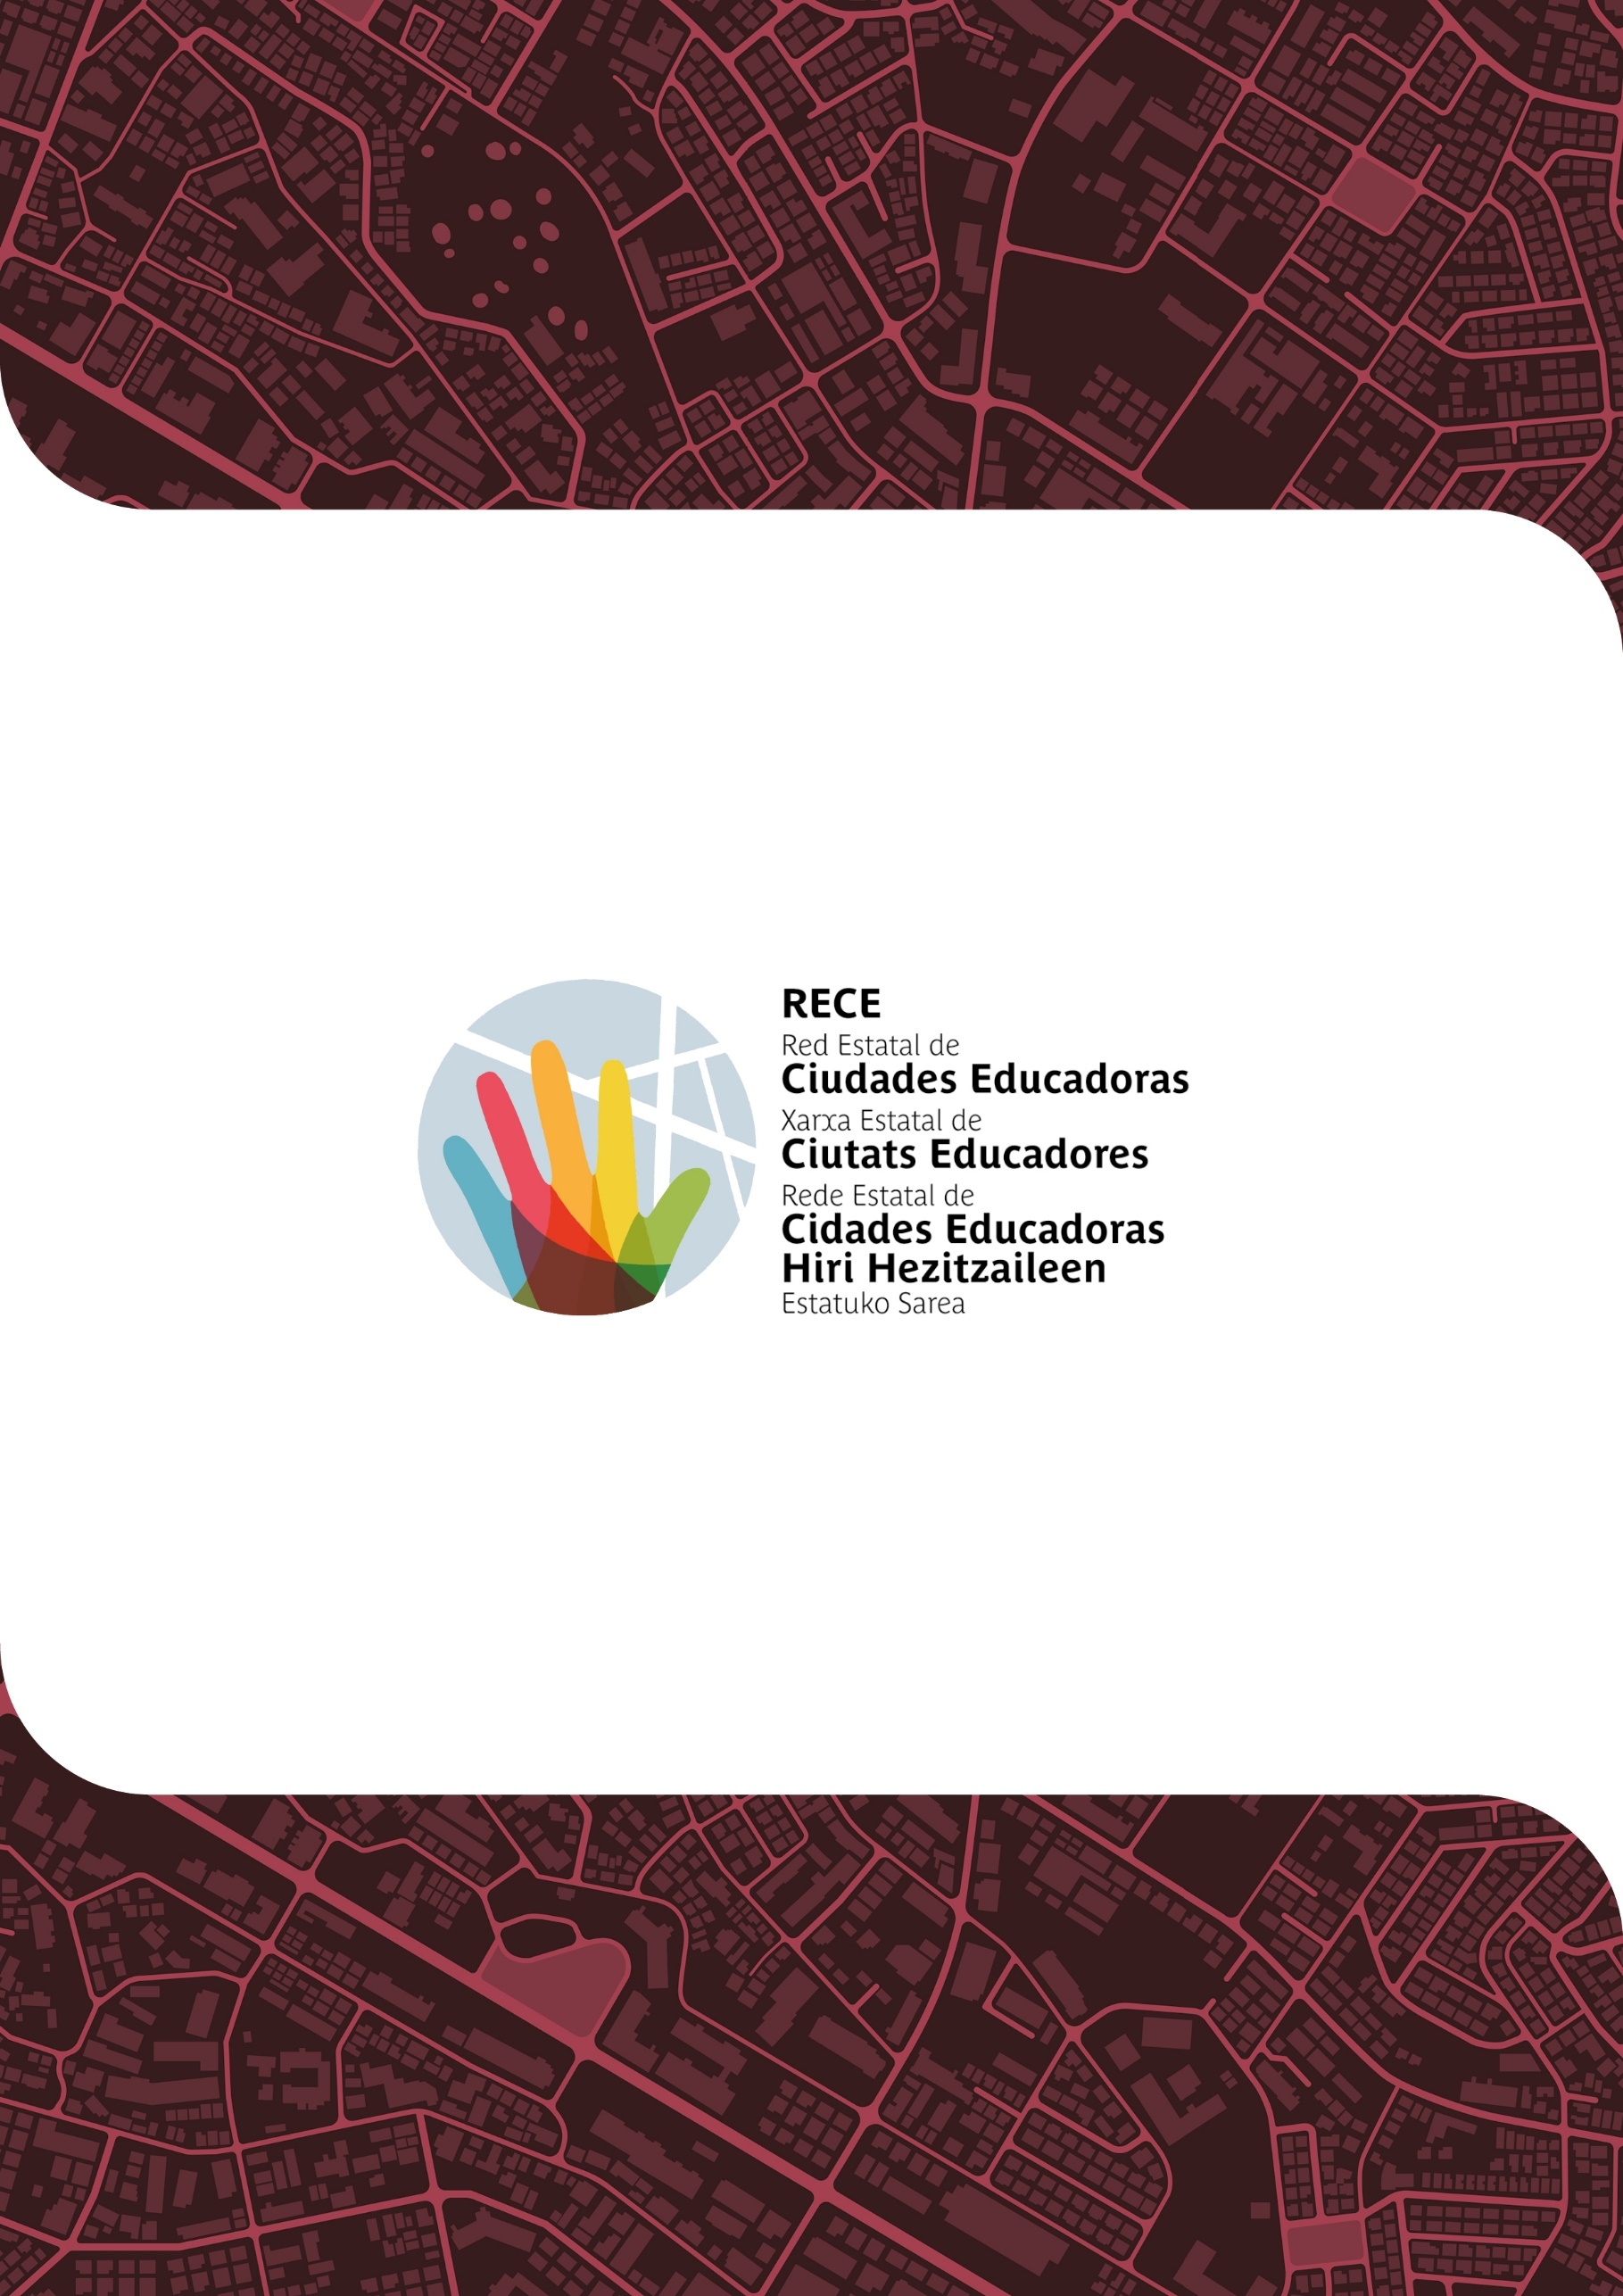 RECE
Red Estatal de
Ciudades Educadoras
Xarxa Estatal de
Ciutats Educadores
Rede Estatal de
Cidades Educadoras
Hiri Hezitzaileen
Estatuko Sarea